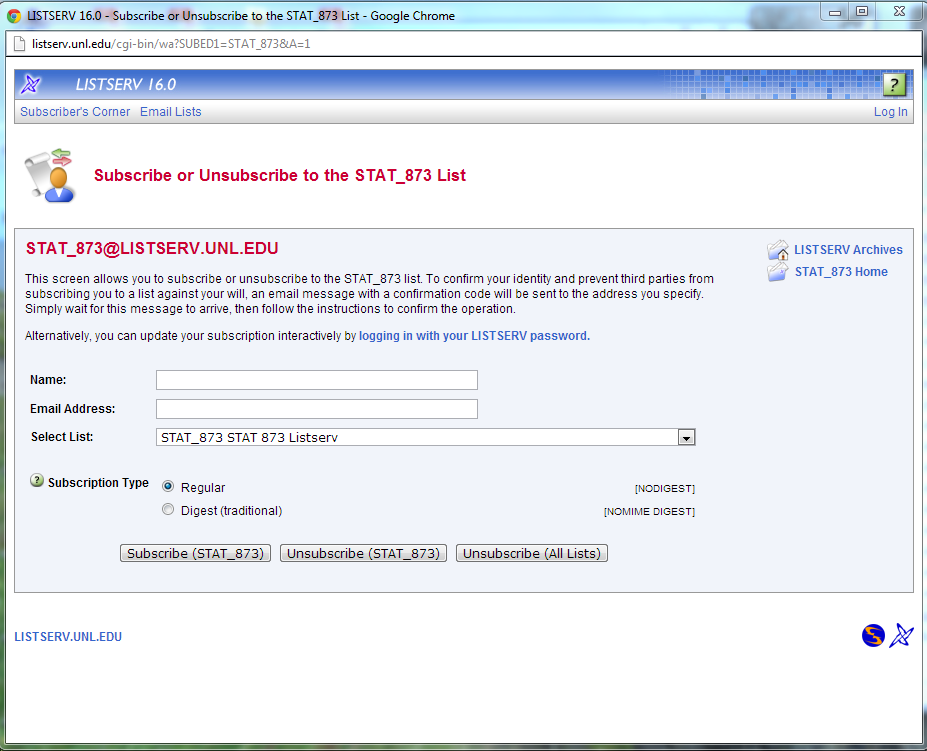 LISTSERV 16.0 - Subscribe or Unsubscribe to the STAT_873 List - Google Chrome
listserv.unl.edu/cgi-bin/wa?SUBED1=STAT_873&A=1
LISTSERV 16.0
?
Subscriber's Corner Email Lists Log In
Subscribe or Unsubscribe to the STAT_873 List
STAT_873@LISTSERV.UNL.EDU
LISTSERV Archives
STAT_873 Home
This screen allows you to subscribe or unsubscribe to the STAT_873 list. To confirm your identity and prevent third parties from
subscribing you to a list against your will, an email message with a confirmation code will be sent to the address you specify.
Simply wait for this message to arrive, then follow the instructions to confirm the operation.
Alternatively, you can update your subscription interactively by logging in with your LISTSERV password.
Name:
Email Address:
Select List: STAT_873 STAT 873 Listserv
? Subscription Type Regular [NODIGEST]
Digest (traditional) [NOMIME DIGEST]
Subscribe (STAT_873) Unsubscribe (STAT_873) Unsubscribe (All Lists)
LISTSERV.UNL.EDU